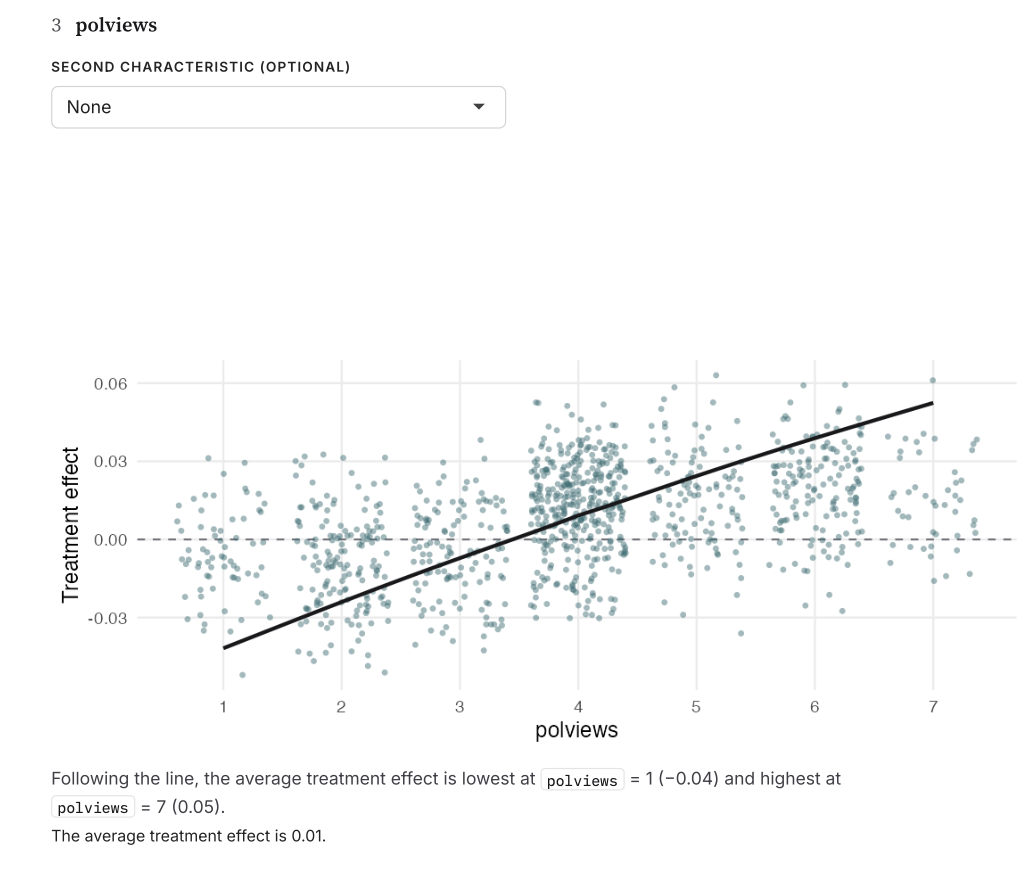 3 polviews
SECOND CHARACTERISTIC (OPTIONAL)
None
0.06
0.03
0.00
-0.03
Treatment effect
1 2 3 4 5 6 7
polviews
Following the line, the average treatment effect is lowest at polviews = 1 (−0.04) and highest at
polviews = 7 (0.05).
The average treatment effect is 0.01.